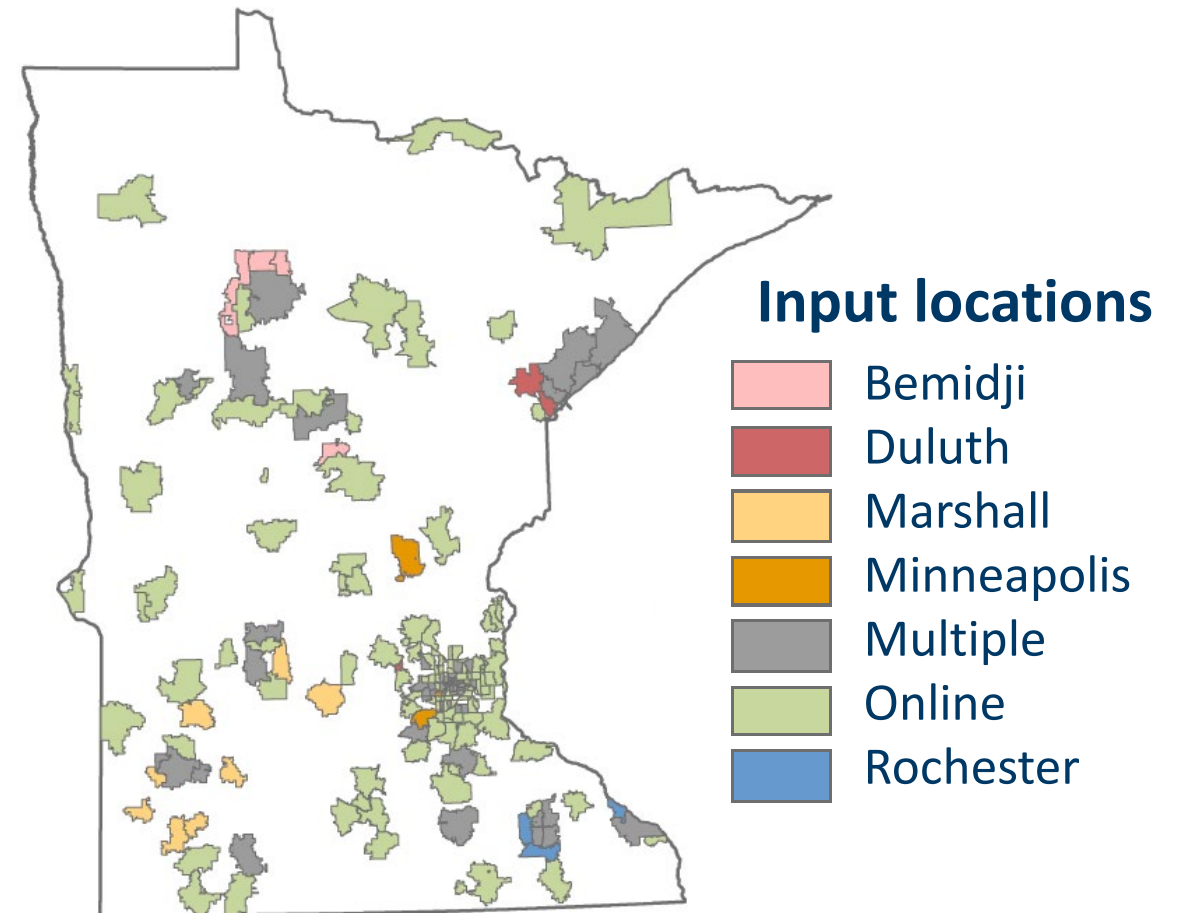 Input locations
Bemidji
Duluth
Marshall
Minneapolis
Multiple
Online
Rochester